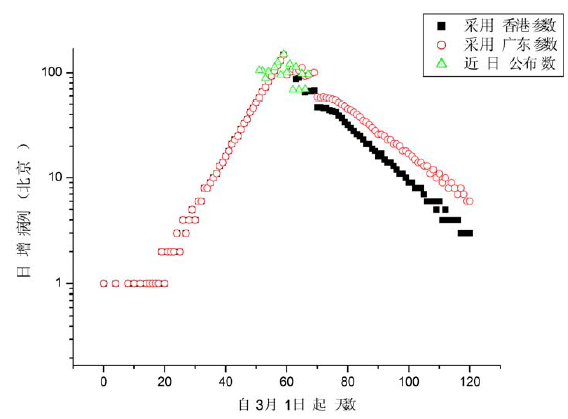 采用 香港参数
采用 广东参数
近日 公布数
日增病例（北京）
100
10
1
0 20 40 60 80 100 120
自3月1日起 天数